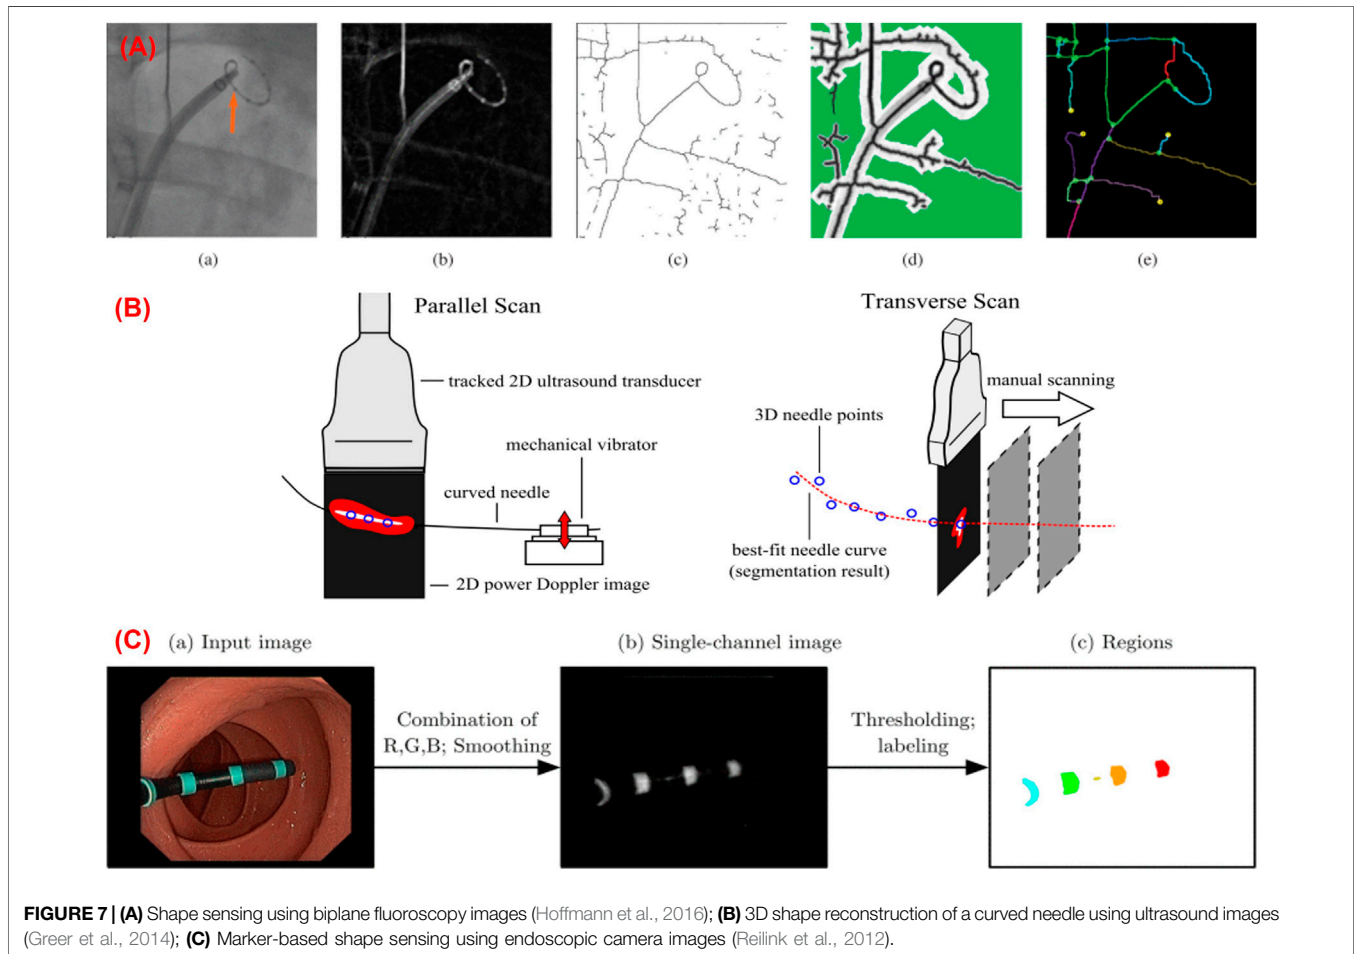 (A)
(a) (b) (c) (d) (e)
(B)
Parallel Scan
Transverse Scan
tracked 2D ultrasound transducer
manual scanning
3D needle points
mechanical vibrator
curved needle
best-fit needle curve
(segmentation result)
2D power Doppler image
(C)
(a) Input image
(b) Single-channel image
(c) Regions
Combination of
R,G,B; Smoothing
Thresholding;
labeling
FIGURE 7 | (A) Shape sensing using biplane fluoroscopy images (Hoffmann et al., 2016); (B) 3D shape reconstruction of a curved needle using ultrasound images
(Greer et al., 2014); (C) Marker-based shape sensing using endoscopic camera images (Reilink et al., 2012).